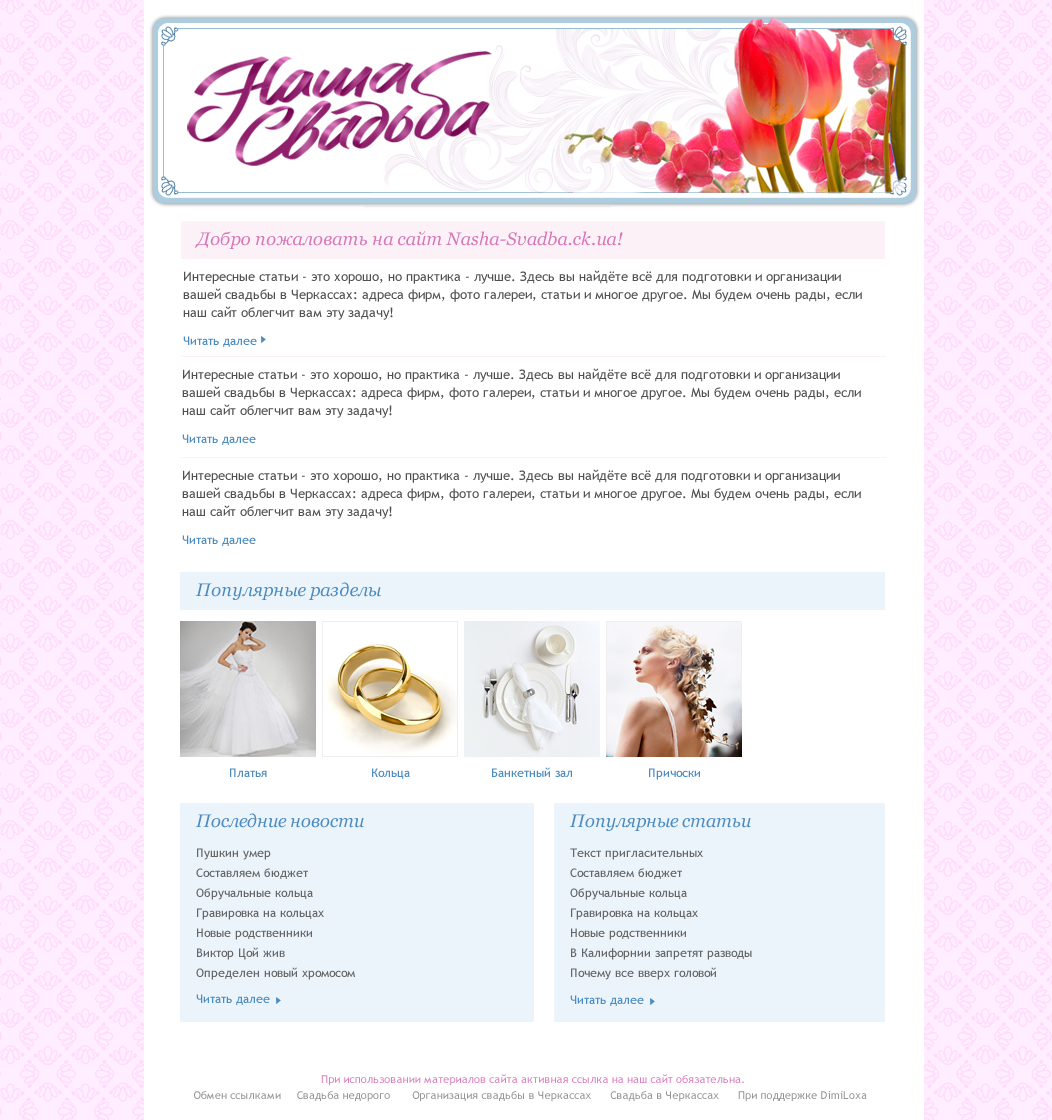 Наша
Свадьба
Добро пожаловать на сайт Nasha-Svadba.ck.ua!
Интересные статьи - это хорошо, но практика - лучше. Здесь вы найдёте всё для подготовки и организации
вашей свадьбы в Черкассах: адреса фирм, фото галереи, статьи и многое другое. Мы будем очень рады, если
наш сайт облегчит вам эту задачу!
Читать далее
Интересные статьи - это хорошо, но практика - лучше. Здесь вы найдёте всё для подготовки и организации
вашей свадьбы в Черкассах: адреса фирм, фото галереи, статьи и многое другое. Мы будем очень рады, если
наш сайт облегчит вам эту задачу!
Читать далее
Интересные статьи - это хорошо, но практика - лучше. Здесь вы найдёте всё для подготовки и организации
вашей свадьбы в Черкассах: адреса фирм, фото галереи, статьи и многое другое. Мы будем очень рады, если
наш сайт облегчит вам эту задачу!
Читать далее
Популярные разделы
Платья
Кольца
Банкетный зал
Причоски
Последние новости
Пушкин умер
Составляем бюджет
Обручальные кольца
Гравировка на кольцах
Новые родственники
Виктор Цой жив
Определен новый хромосом
Читать далее
Популярные статьи
Текст пригласительных
Составляем бюджет
Обручальные кольца
Гравировка на кольцах
Новые родственники
В Калифорнии запретят разводы
Почему все вверх головой
Читать далее
При использовании материалов сайта активная ссылка на наш сайт обязательна.
Обмен ссылками Свадьба недорого Организация свадьбы в Черкассах Свадьба в Черкассах При поддержке DimiLoxa